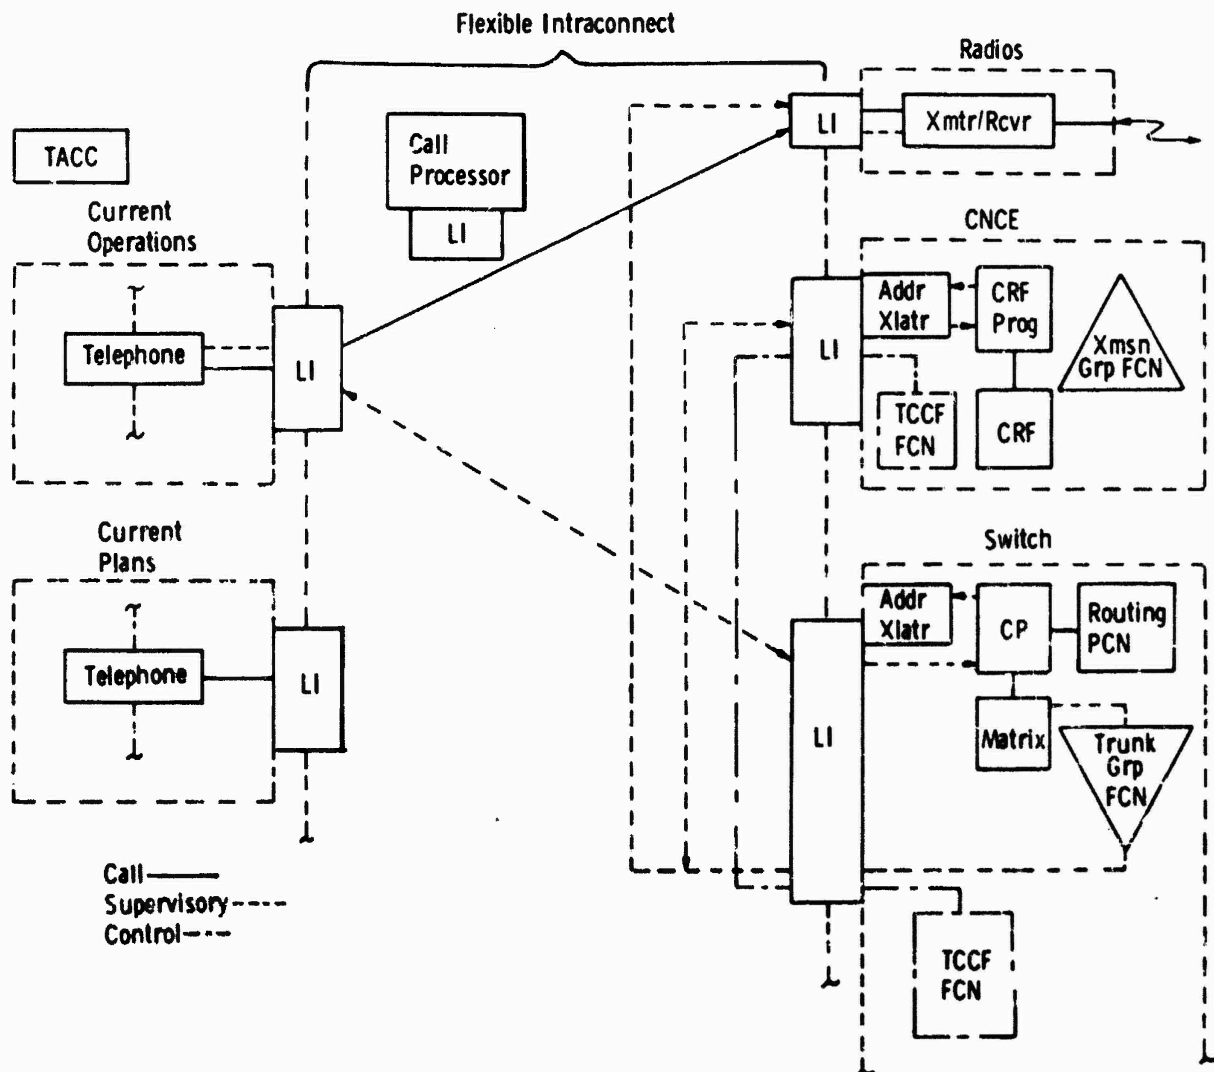 Flexible Intraconnect
Radios
LI
Xmtr/Rcvr
TACC
Call
Processor
LI
Current
Operations
Telephone
LI
CNCE
LI
Addr
Xlatr
CRF
Prog
Xmsn
Grp FCN
TCCF
FCN
CRF
Current
Plans
Telephone
LI
Switch
Addr
Xlatr
CP
Routing
PCN
LI
Matrix
Trunk
Grp
FCN
TCCF
FCN
Call
Supervisory
Control